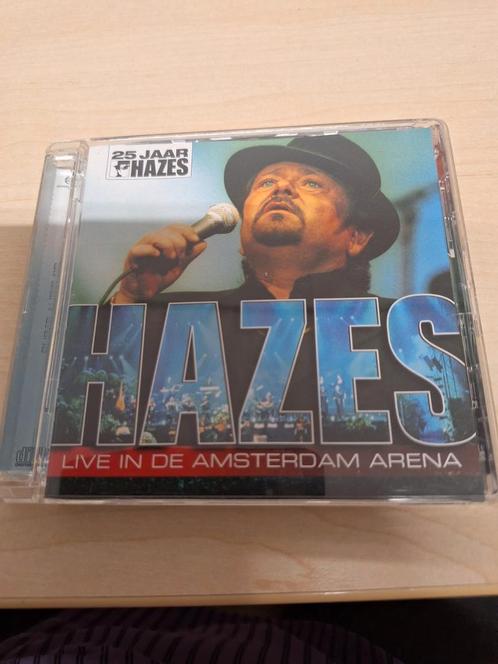 25 JAAR
HAZES
HAZES
LIVE IN DE AMSTERDAM ARENA